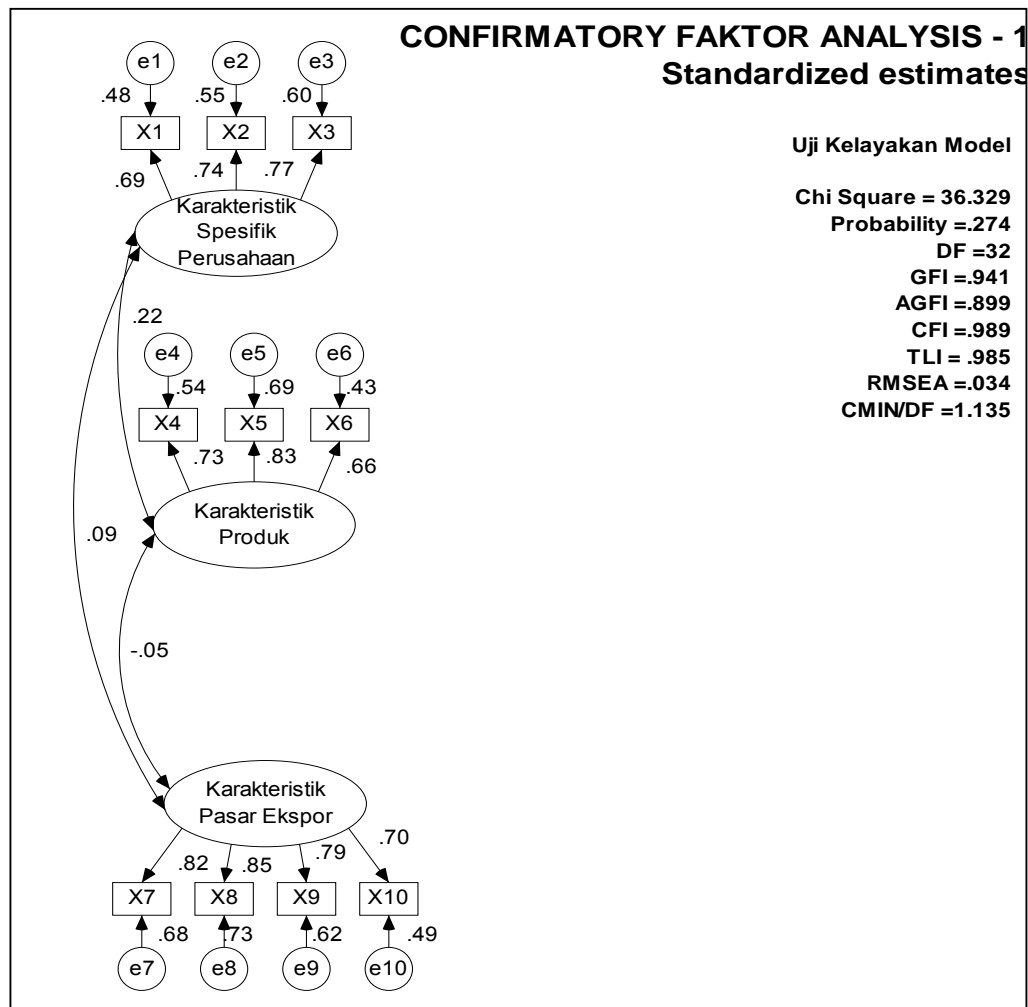 CONFIRMATORY FAKTOR ANALYSIS - 1
Standardized estimates
Uji Kelayakan Model
Chi Square = 36.329
Probability =.274
DF =32
GFI =.941
AGFI =.899
CFI =.989
TLI = .985
RMSEA =.034
CMIN/DF =1.135
e1 e2 e3
.48 .55 .60
X1 X2 X3
.69 .74 .77
Karakteristik
Spesifik
Perusahaan
.22
e4 e5 e6
.54 .69 .43
X4 X5 X6
.73 .83 .66
Karakteristik
Produk
.09
-.05
Karakteristik
Pasar Ekspor
.82 .85 .79 .70
X7 X8 X9 X10
.68 .73 .62 .49
e7 e8 e9 e10